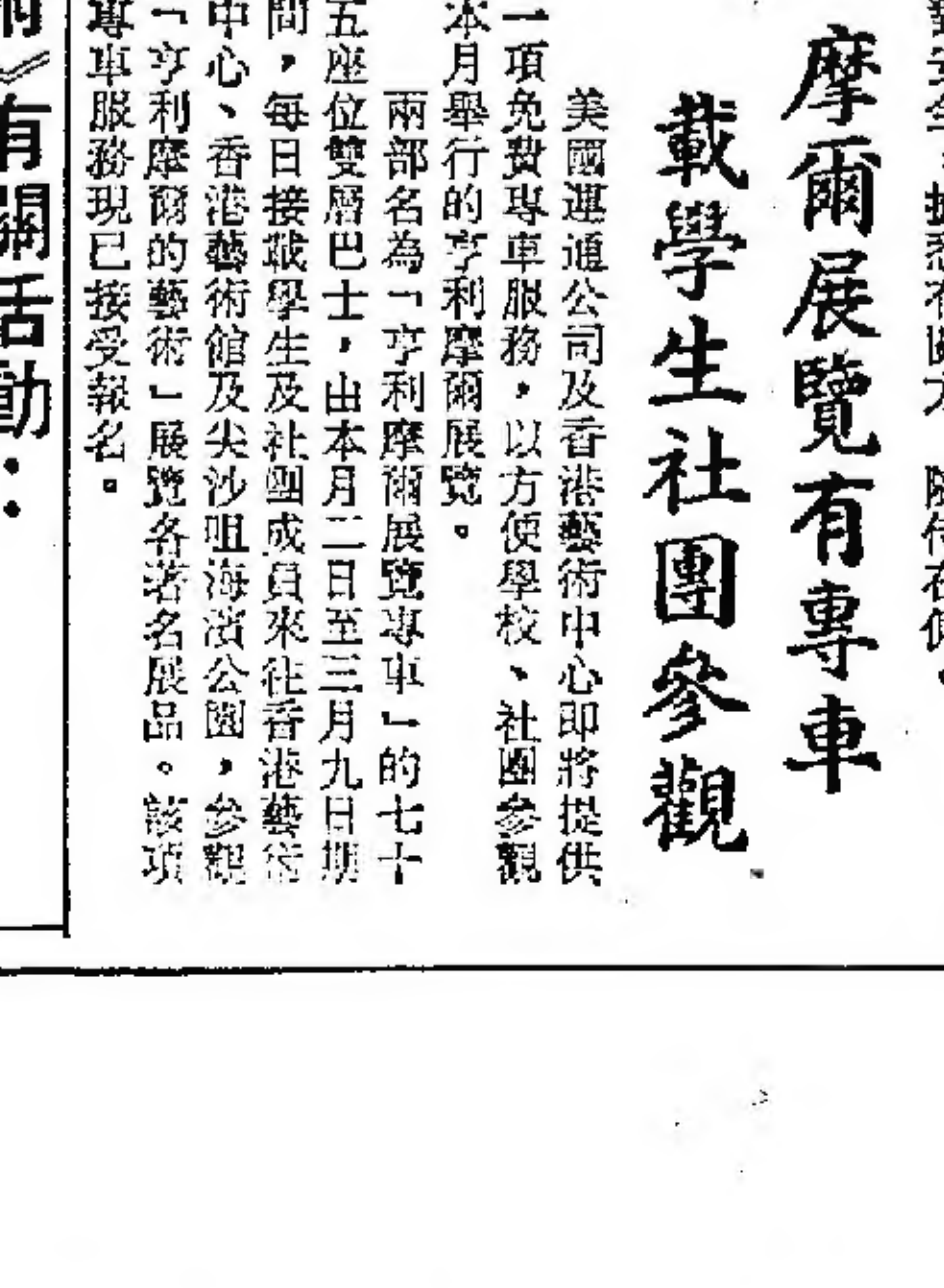 摩爾展覽有專車
載學生社團參觀
美國運通公司及香港藝術中心即將提供
一項免費專車服務，以方便學校、社團參觀
本月舉行的亨利摩爾展覽。
兩部名為「亨利摩爾展覽專車」的七十
五座位雙層巴士，由本月二日至三月九日期
間，每日接載學生及社團成員來往香港藝術
中心、香港藝術館及尖沙咀海濱公園，參觀
「亨利摩爾的藝術」展覽各著名展品。該項
專車服務現已接受報名。
有關活動：